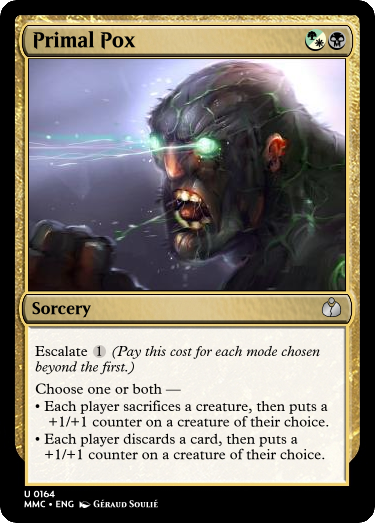 Primal Pox
Sorcery
Escalate 1 (Pay this cost for each mode chosen
beyond the first.)
Choose one or both —
• Each player sacrifices a creature, then puts a
+1/+1 counter on a creature of their choice.
• Each player discards a card, then puts a
+1/+1 counter on a creature of their choice.
U 0164
MMC • ENG Géraud Soulié